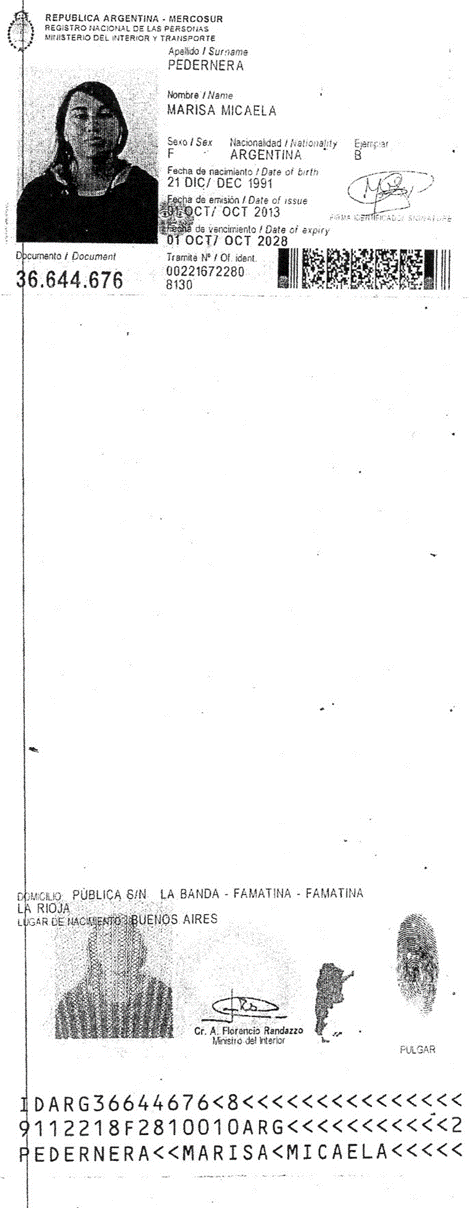 REPUBLICA ARGENTINA - MERCOSUR
REGISTRO NACIONAL DE LAS PERSONAS
MINISTERIO DEL INTERIOR Y TRANSPORTE
Apellido / Surname
PEDERNERA
Nombre / Name
MARISA MICAELA
Sexo / Sex Nacionalidad / Nationality Ejemplar
F ARGENTINA B
Fecha de nacimiento / Date of birth
21 DIC/ DEC 1991
Fecha de emisión / Date of issue
01 OCT/ OCT 2013
FIRMA IDENTIFICADO/ SIGNATURE
Fecha de vencimiento / Date of expiry
01 OCT/ OCT 2028
Documento / Document
36.644.676
Tramite Nº / Of. ident.
00221672280
8130
DOMICILIO: PÚBLICA S/N LA BANDA - FAMATINA - FAMATINA
LA RIOJA
LUGAR DE NACIMIENTO: BUENOS AIRES
Cr. A. Florencio Randazzo
Ministro del Interior
PULGAR
IDARG36644676<8<<<<<<<<<<<<<<<
9112218F2810010ARG<<<<<<<<<<<2
PEDERNERA<<MARISA<MICAELA<<<<<